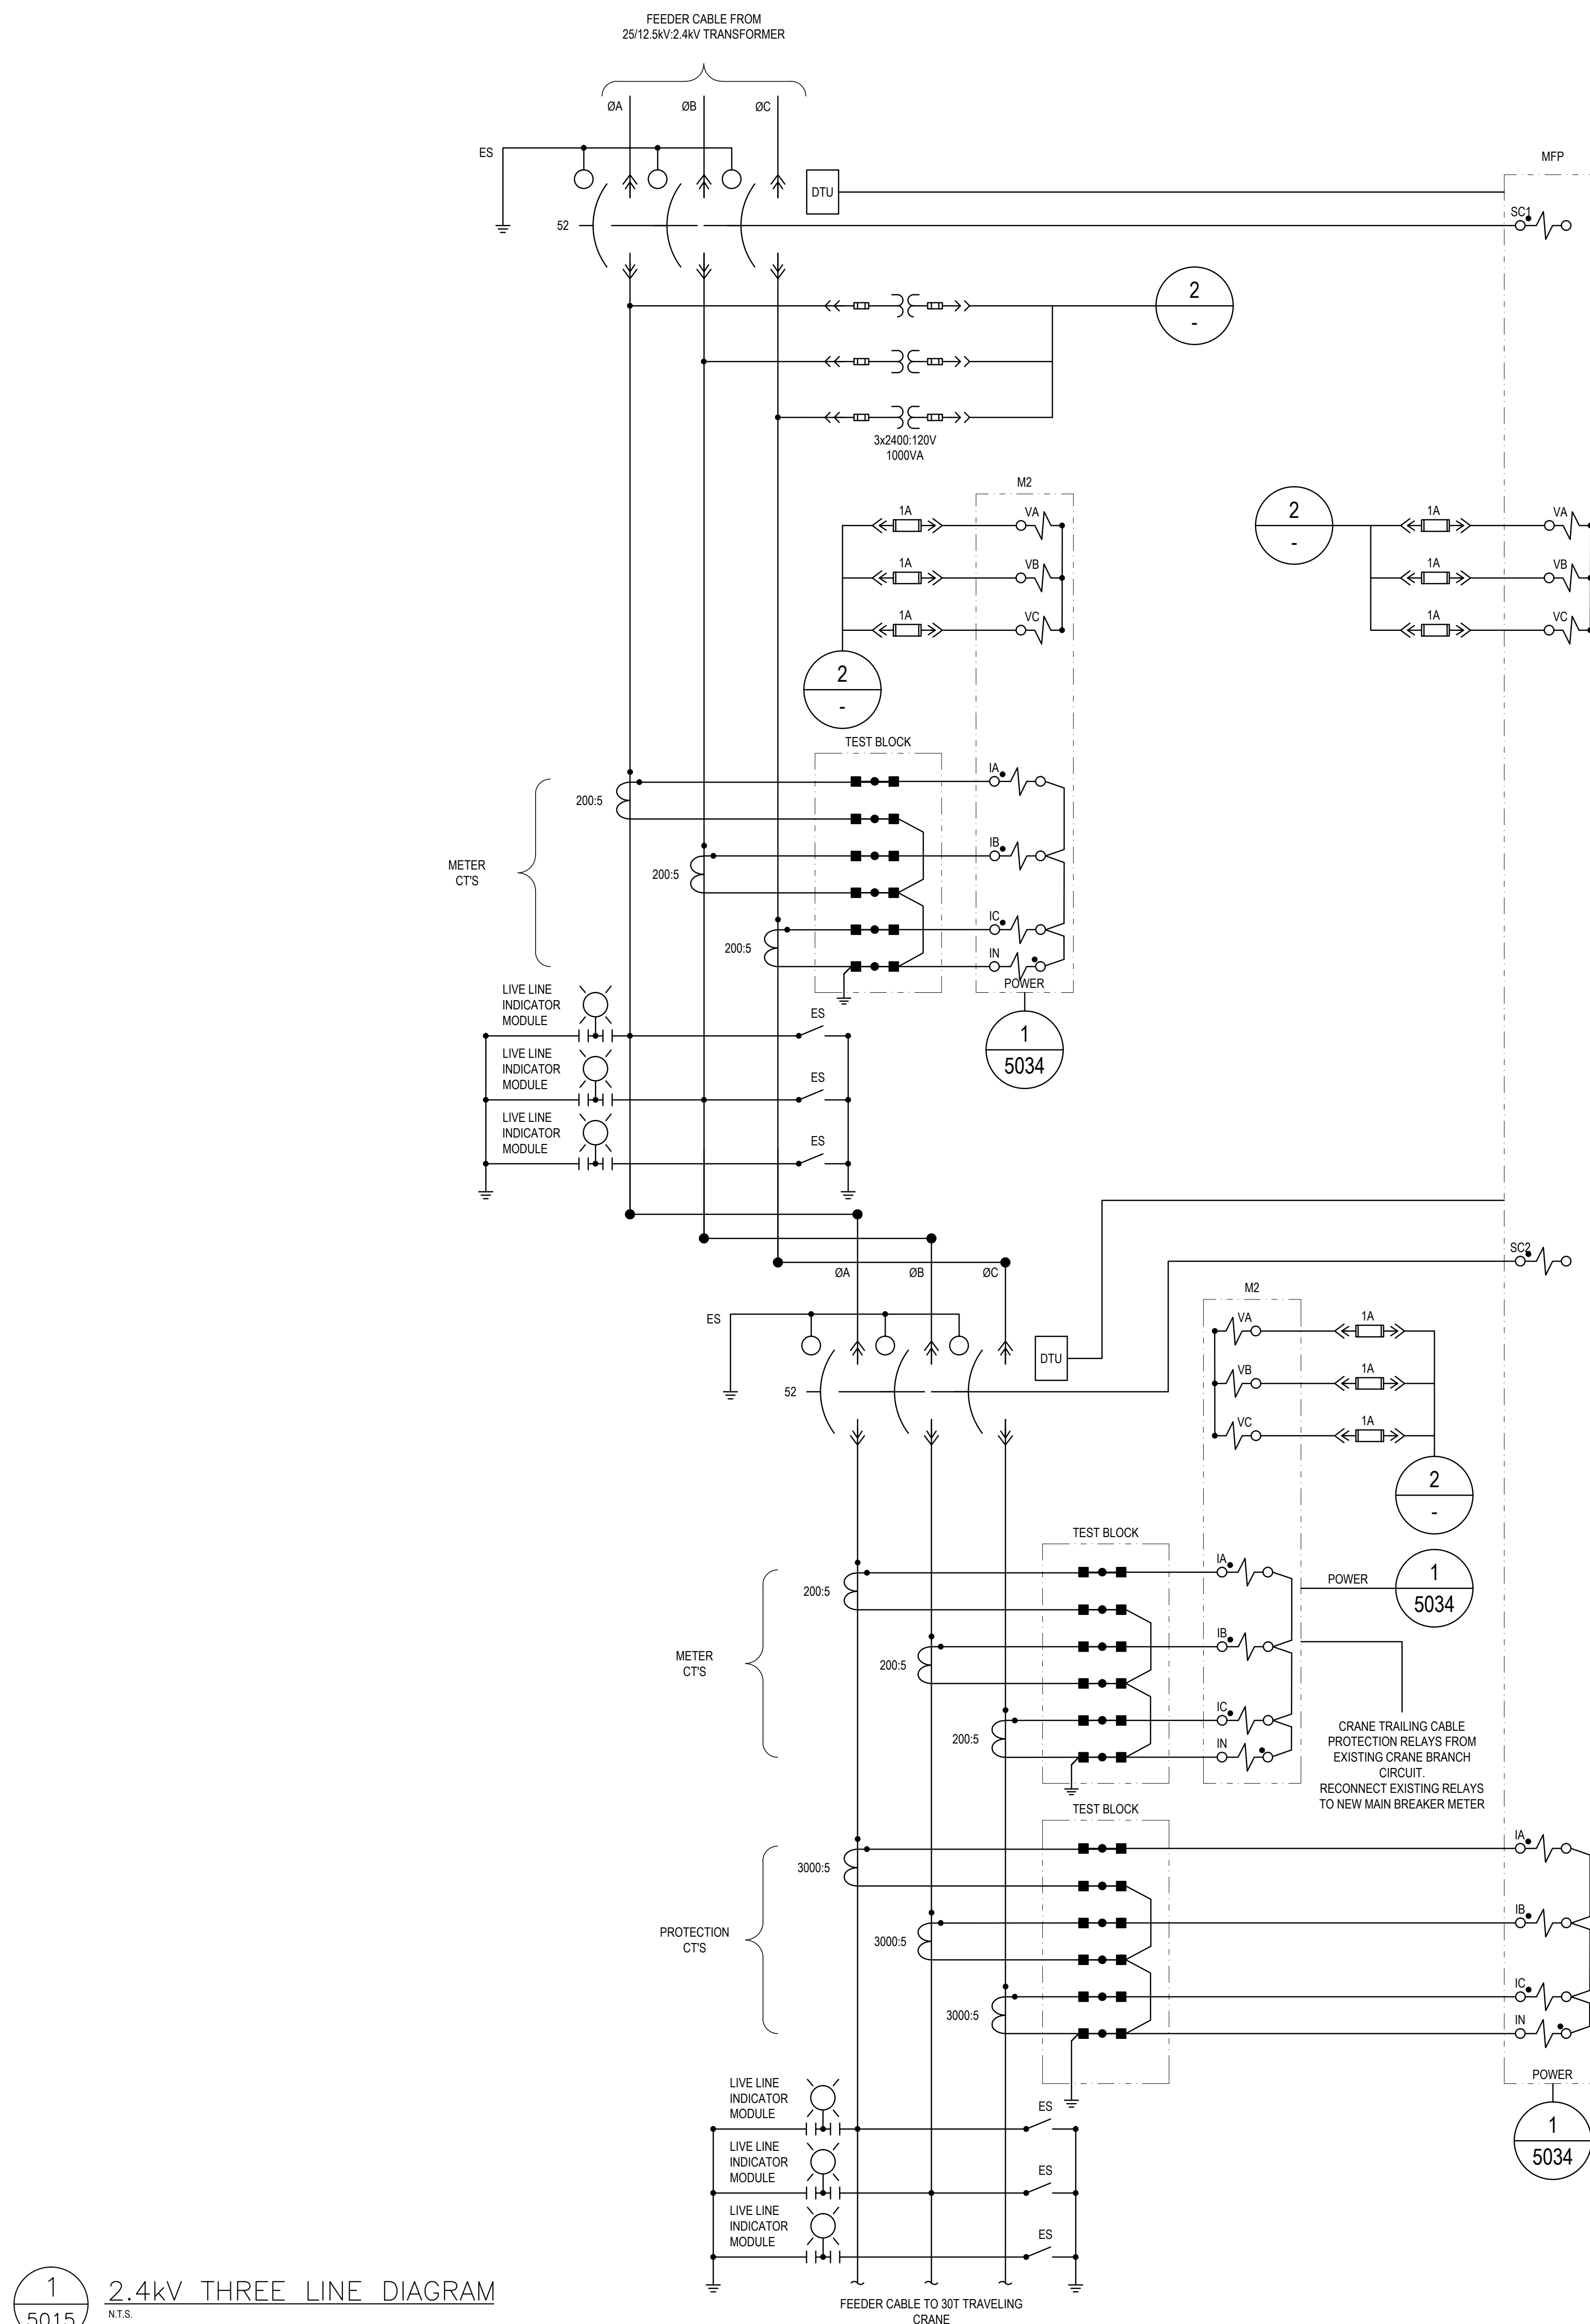 FEEDER CABLE FROM
25/12.5kV:2.4kV TRANSFORMER
ØA
ØB
ØC
ES
DTU
MFP
52
SC1
2
-
3x2400:120V
1000VA
M2
1A
VA
1A
VB
1A
VC
2
-
2
-
1A
VA
1A
VB
1A
VC
TEST BLOCK
METER
CT'S
200:5
200:5
200:5
IA
IB
IC
IN
POWER
1
5034
LIVE LINE
INDICATOR
MODULE
ES
LIVE LINE
INDICATOR
MODULE
ES
LIVE LINE
INDICATOR
MODULE
ES
ØA
ØB
ØC
SC2
ES
DTU
52
M2
VA
1A
VB
1A
VC
1A
2
-
TEST BLOCK
METER
CT'S
200:5
200:5
200:5
IA
IB
IC
IN
POWER
1
5034
CRANE TRAILING CABLE
PROTECTION RELAYS FROM
EXISTING CRANE BRANCH
CIRCUIT.
RECONNECT EXISTING RELAYS
TO NEW MAIN BREAKER METER
TEST BLOCK
PROTECTION
CT'S
3000:5
3000:5
3000:5
IA
IB
IC
IN
POWER
1
5034
LIVE LINE
INDICATOR
MODULE
ES
LIVE LINE
INDICATOR
MODULE
ES
LIVE LINE
INDICATOR
MODULE
ES
FEEDER CABLE TO 30T TRAVELING
CRANE
1
5015
2.4kV THREE LINE DIAGRAM
N.T.S.